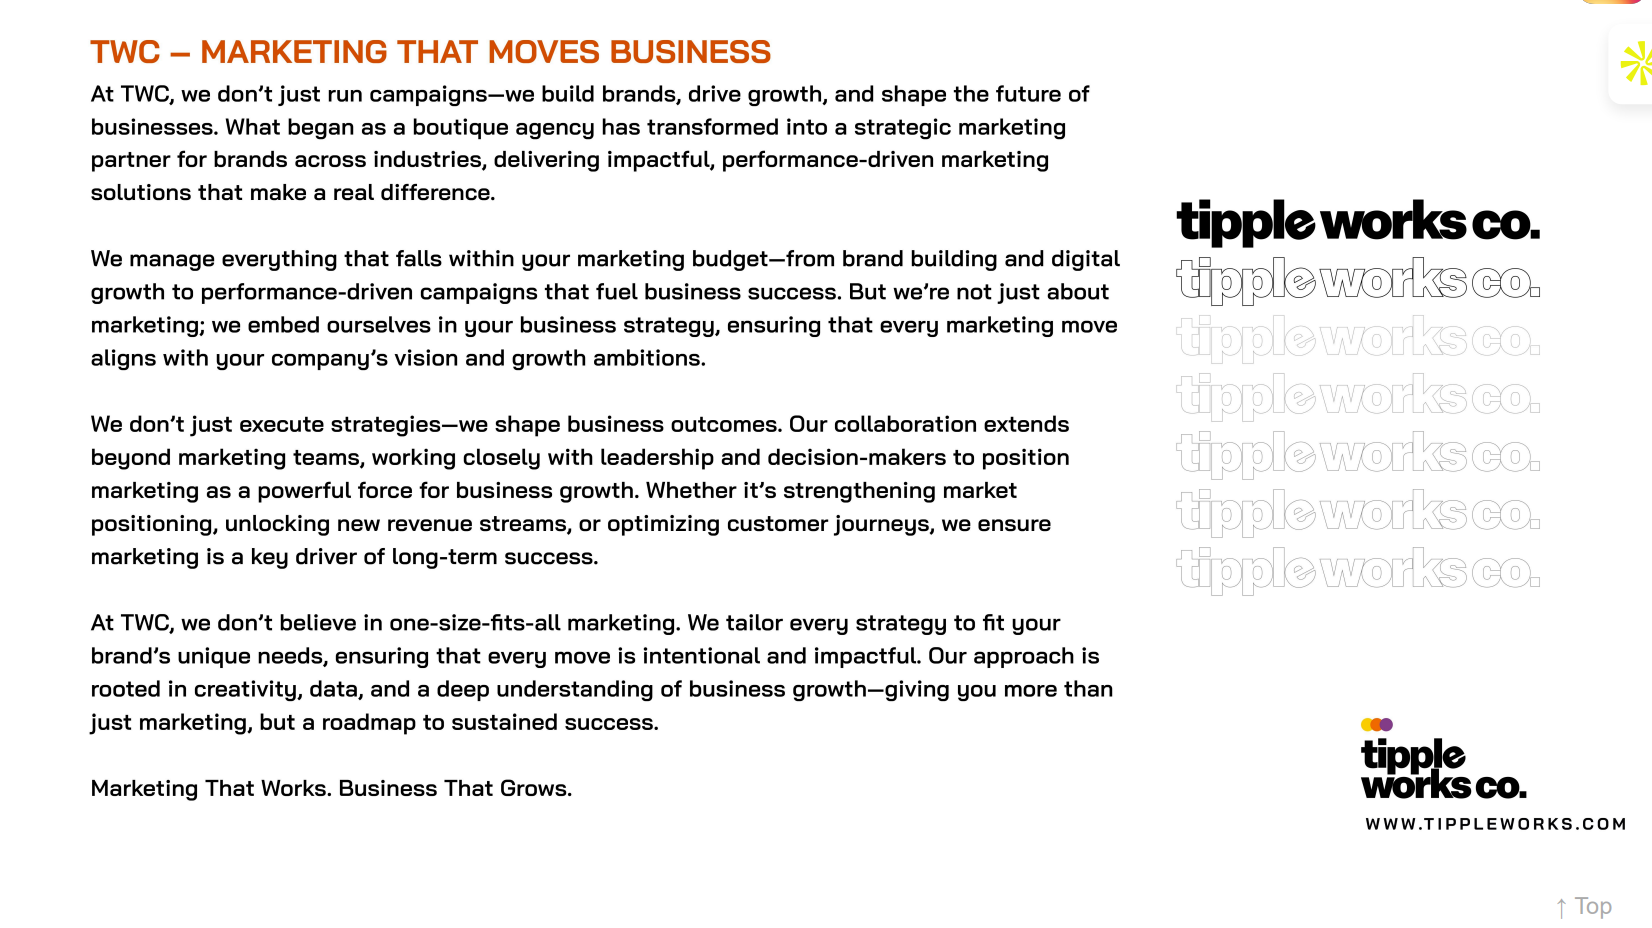 TWC – MARKETING THAT MOVES BUSINESS
At TWC, we don’t just run campaigns—we build brands, drive growth, and shape the future of
businesses. What began as a boutique agency has transformed into a strategic marketing
partner for brands across industries, delivering impactful, performance-driven marketing
solutions that make a real difference.
We manage everything that falls within your marketing budget—from brand building and digital
growth to performance-driven campaigns that fuel business success. But we’re not just about
marketing; we embed ourselves in your business strategy, ensuring that every marketing move
aligns with your company’s vision and growth ambitions.
We don’t just execute strategies—we shape business outcomes. Our collaboration extends
beyond marketing teams, working closely with leadership and decision-makers to position
marketing as a powerful force for business growth. Whether it’s strengthening market
positioning, unlocking new revenue streams, or optimizing customer journeys, we ensure
marketing is a key driver of long-term success.
At TWC, we don’t believe in one-size-fits-all marketing. We tailor every strategy to fit your
brand’s unique needs, ensuring that every move is intentional and impactful. Our approach is
rooted in creativity, data, and a deep understanding of business growth—giving you more than
just marketing, but a roadmap to sustained success.
Marketing That Works. Business That Grows.
tipple works co.
tipple works co.
tipple works co.
tipple works co.
tipple works co.
tipple works co.
tipple works co.
tipple
works co.
WWW.TIPPLEWORKS.COM
↑ Top